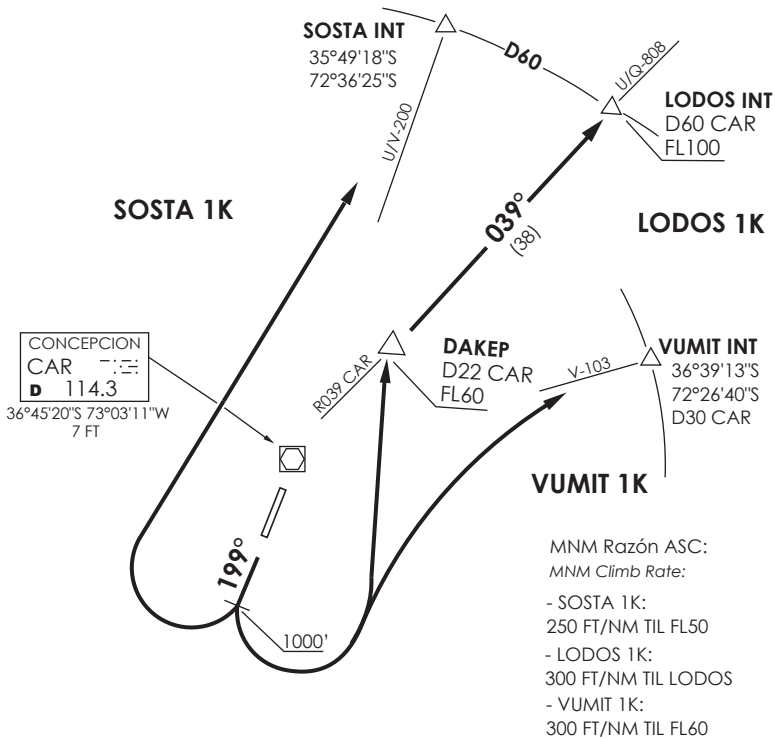 SOSTA INT
35°49'18"S
72°36'25"S
D60
U/Q-808
LODOS INT
D60 CAR
FL100
U/V-200
SOSTA 1K
039°
(38)
LODOS 1K
CONCEPCION
CAR
D 114.3
36°45'20"S 73°03'11"W
7 FT
R039 CAR
DAKEP
D22 CAR
FL60
V-103
VUMIT INT
36°39'13"S
72°26'40"S
D30 CAR
VUMIT 1K
199°
1000'
MNM Razón ASC:
MNM Climb Rate:
- SOSTA 1K:
250 FT/NM TIL FL50
- LODOS 1K:
300 FT/NM TIL LODOS
- VUMIT 1K:
300 FT/NM TIL FL60